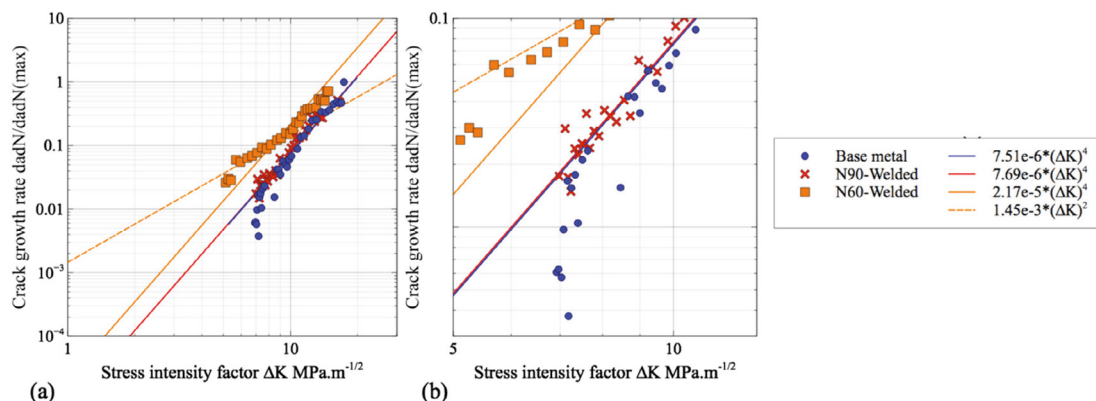 Crack growth rate dadN/dadN(max)
10
1
0.1
0.01
10⁻³
10⁻⁴
1
10
Stress intensity factor ΔK MPa.m⁻¹/²
(a)
Crack growth rate dadN/dadN(max)
0.1
5
10
Stress intensity factor ΔK MPa.m⁻¹/²
(b)
Base metal
N90-Welded
N60-Welded
7.51e-6*(ΔK)⁴
7.69e-6*(ΔK)⁴
2.17e-5*(ΔK)⁴
1.45e-3*(ΔK)²